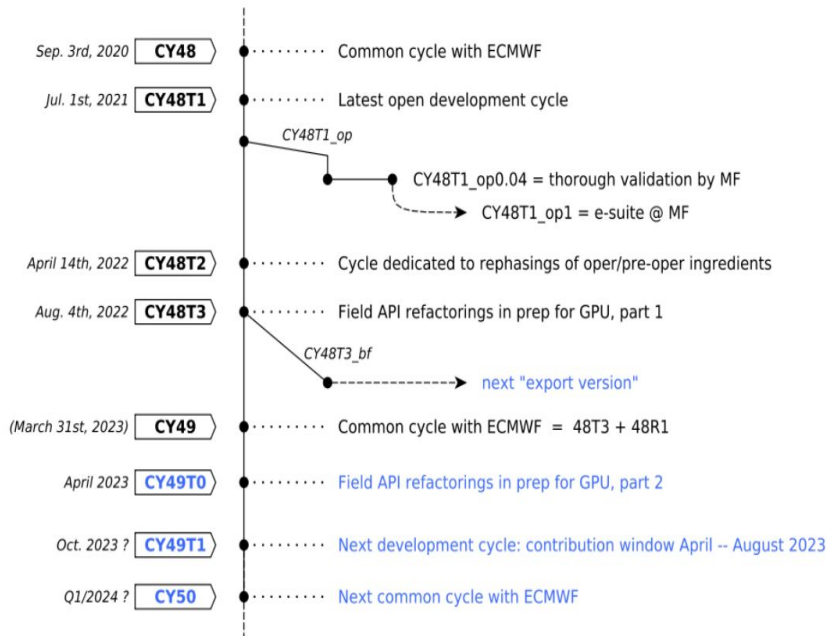 Sep. 3rd, 2020 CY48 Common cycle with ECMWF
Jul. 1st, 2021 CY48T1 Latest open development cycle
CY48T1_op
CY48T1_op0.04 = thorough validation by MF
CY48T1_op1 = e-suite @ MF
April 14th, 2022 CY48T2 Cycle dedicated to rephasings of oper/pre-oper ingredients
Aug. 4th, 2022 CY48T3 Field API refactorings in prep for GPU, part 1
CY48T3_bf
next "export version"
(March 31st, 2023) CY49 Common cycle with ECMWF = 48T3 + 48R1
April 2023 CY49T0 Field API refactorings in prep for GPU, part 2
Oct. 2023 ? CY49T1 Next development cycle: contribution window April -- August 2023
Q1/2024 ? CY50 Next common cycle with ECMWF